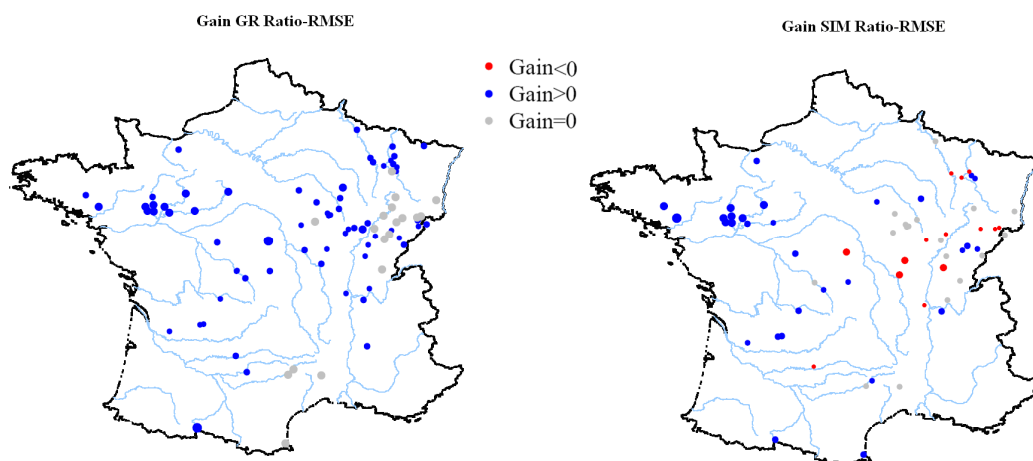 Gain GR Ratio-RMSE
Gain SIM Ratio-RMSE
Gain<0
Gain>0
Gain=0